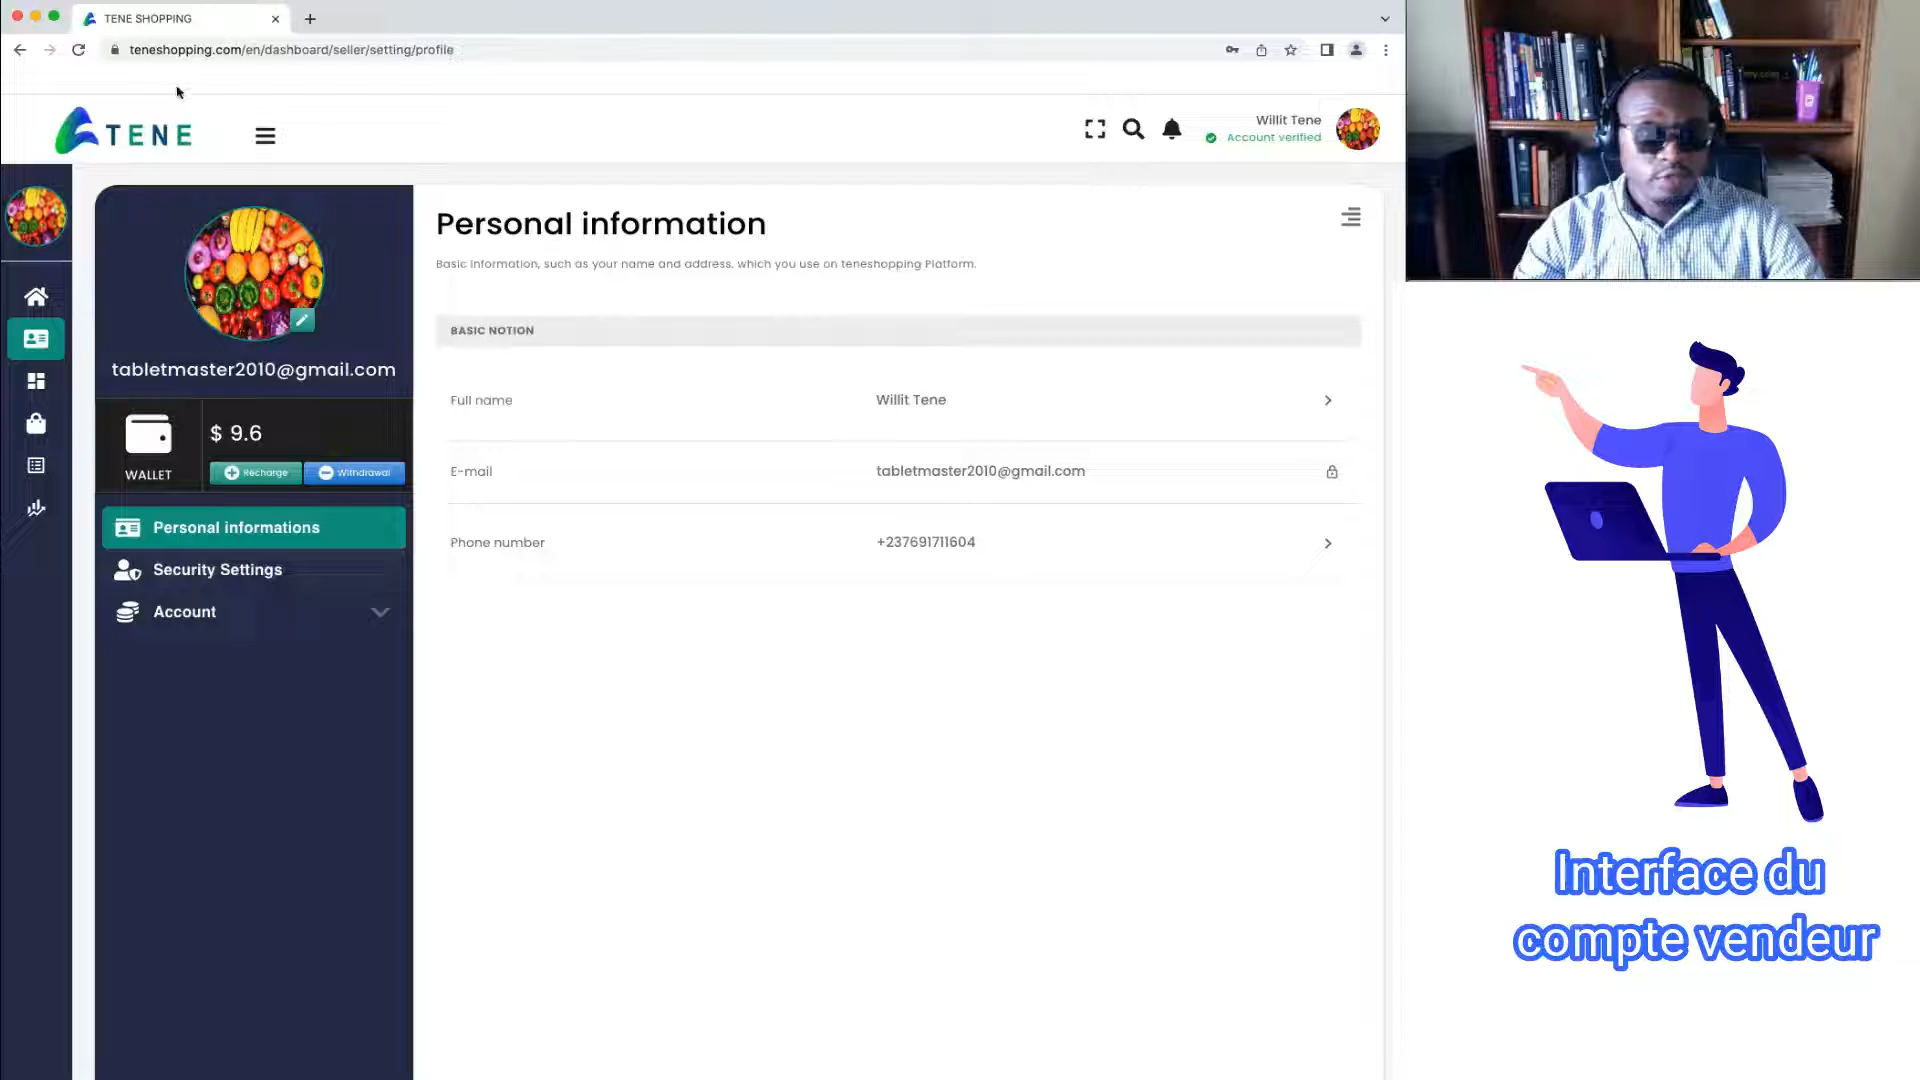 TENE SHOPPING
teneshopping.com/en/dashboard/seller/setting/profile
TENE
Willit Tene
Account verified
tabletmaster2010@gmail.com
$ 9.6
WALLET
Recharge
Withdrawal
Personal informations
Security Settings
Account
Personal information
Basic information, such as your name and address. which you use on teneshopping Platform.
BASIC NOTION
Full name
Willit Tene
E-mail
tabletmaster2010@gmail.com
Phone number
+237691711604
Interface du
compte vendeur